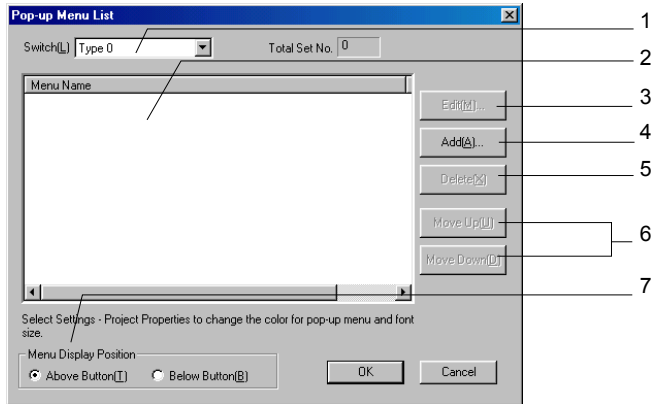 Pop-up Menu List
1
Switch(L) Type 0 Total Set No. 0
2
Menu Name
Edit(M)... 3
Add(A)... 4
Delete(X) 5
Move Up(U)
6
Move Down(D)
7
Select Settings - Project Properties to change the color for pop-up menu and font
size.
Menu Display Position
Above Button(T) Below Button(B) OK Cancel